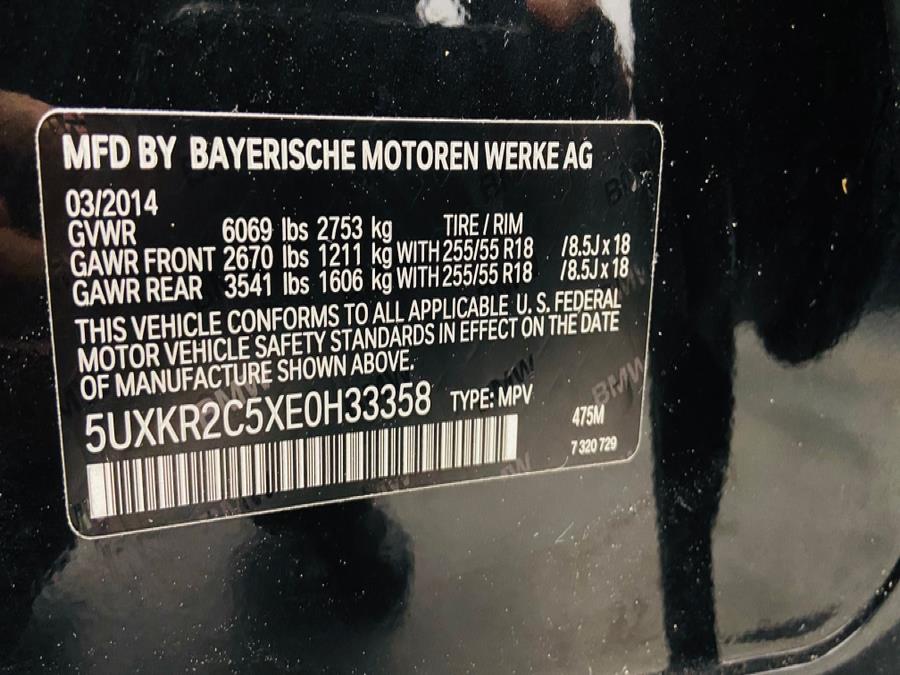 MFD BY BAYERISCHE MOTOREN WERKE AG
03/2014
GVWR 6069 lbs 2753 kg TIRE / RIM
GAWR FRONT 2670 lbs 1211 kg WITH 255/55 R18 /8.5J x 18
GAWR REAR 3541 lbs 1606 kg WITH 255/55 R18 /8.5J x 18
THIS VEHICLE CONFORMS TO ALL APPLICABLE U. S. FEDERAL
MOTOR VEHICLE SAFETY STANDARDS IN EFFECT ON THE DATE
OF MANUFACTURE SHOWN ABOVE.
5UXKR2C5XE0H33358 TYPE: MPV 475M
7 320 729